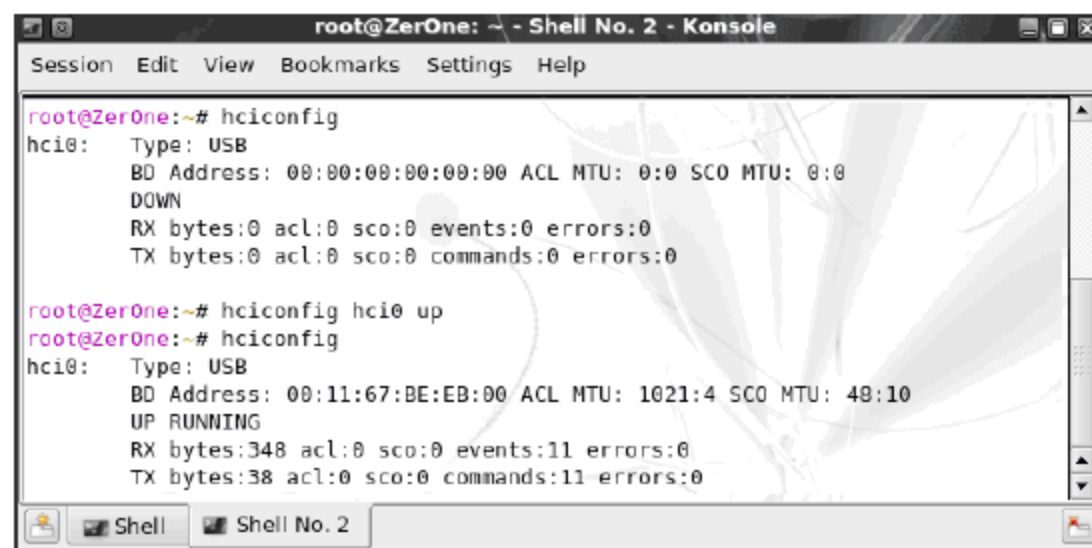 root@ZerOne: ~ - Shell No. 2 - Konsole
Session Edit View Bookmarks Settings Help
root@ZerOne:~# hciconfig
hci0: Type: USB
BD Address: 00:00:00:00:00:00 ACL MTU: 0:0 SCO MTU: 0:0
DOWN
RX bytes:0 acl:0 sco:0 events:0 errors:0
TX bytes:0 acl:0 sco:0 commands:0 errors:0
root@ZerOne:~# hciconfig hci0 up
root@ZerOne:~# hciconfig
hci0: Type: USB
BD Address: 00:11:67:BE:EB:00 ACL MTU: 1021:4 SCO MTU: 48:10
UP RUNNING
RX bytes:348 acl:0 sco:0 events:11 errors:0
TX bytes:38 acl:0 sco:0 commands:11 errors:0
Shell Shell No. 2